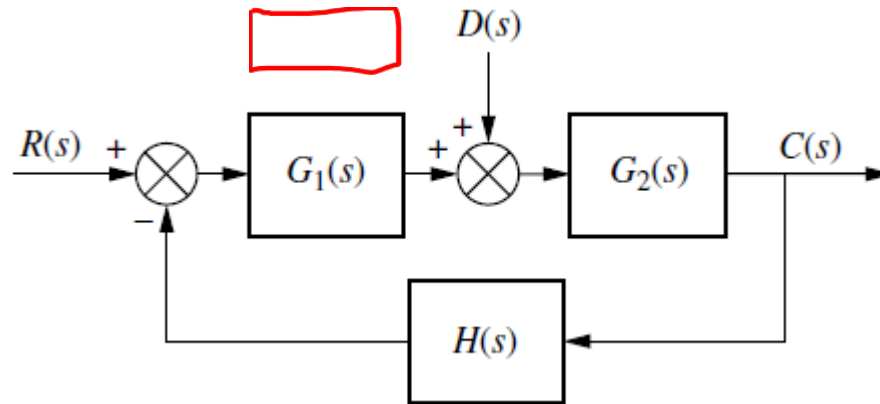 D(s)
R(s) + G₁(s) + + G₂(s) C(s)
−
H(s)